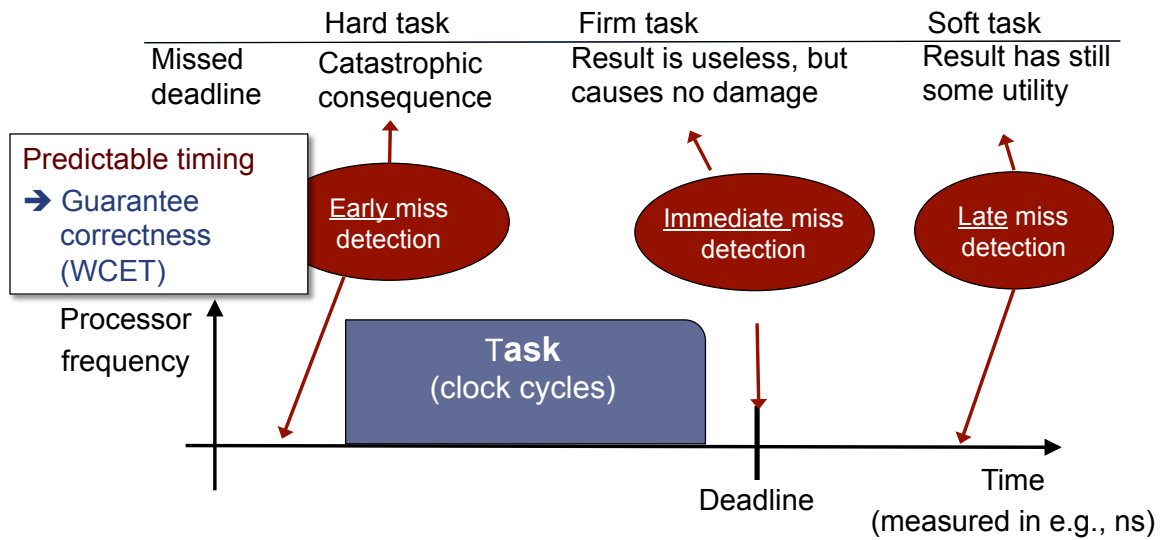 Hard task
Firm task
Soft task
Missed
deadline
Catastrophic
consequence
Result is useless, but
causes no damage
Result has still
some utility
Predictable timing
➔ Guarantee
correctness
(WCET)
Early miss
detection
Immediate miss
detection
Late miss
detection
Processor
frequency
Task
(clock cycles)
Deadline
Time
(measured in e.g., ns)